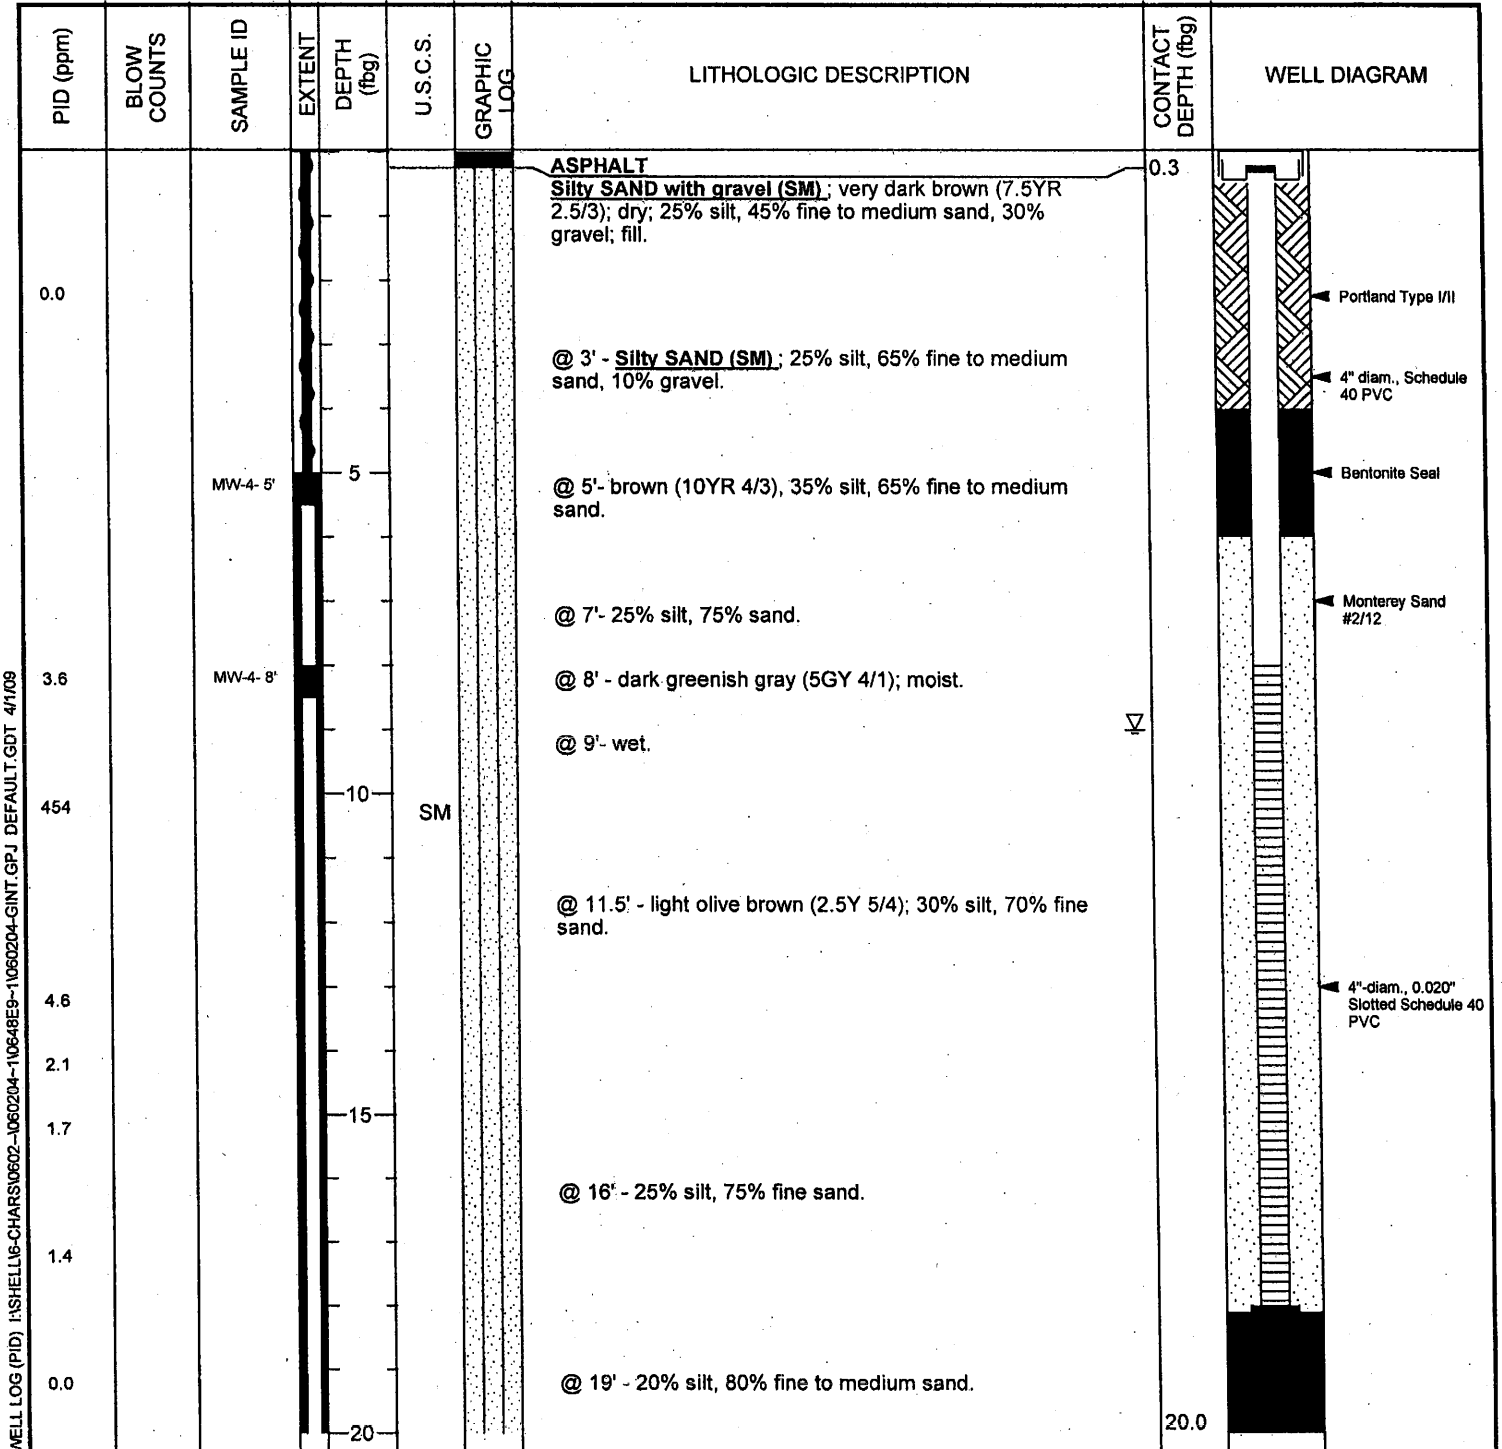 PID (ppm)
BLOW
COUNTS
SAMPLE ID
EXTENT
DEPTH
(fbg)
U.S.C.S.
GRAPHIC
LOG
LITHOLOGIC DESCRIPTION
CONTACT
DEPTH (fbg)
WELL DIAGRAM
ASPHALT
0.3
Silty SAND with gravel (SM) ; very dark brown (7.5YR
2.5/3); dry; 25% silt, 45% fine to medium sand, 30%
gravel; fill.
0.0
Portland Type I/II
@ 3' - Silty SAND (SM) ; 25% silt, 65% fine to medium
sand, 10% gravel.
4" diam., Schedule
40 PVC
MW-4- 5'
5
@ 5'- brown (10YR 4/3), 35% silt, 65% fine to medium
sand.
Bentonite Seal
@ 7'- 25% silt, 75% sand.
Monterey Sand
#2/12
3.6
MW-4- 8'
@ 8' - dark greenish gray (5GY 4/1); moist.
@ 9'- wet.
10
454
SM
@ 11.5' - light olive brown (2.5Y 5/4); 30% silt, 70% fine
sand.
4.6
4"-diam., 0.020"
Slotted Schedule 40
PVC
2.1
15
1.7
@ 16' - 25% silt, 75% fine sand.
1.4
0.0
@ 19' - 20% silt, 80% fine to medium sand.
20
20.0
WELL LOG (PID) I:\SHELL\6-CHARS\0602--\060204~1\0648E9~1\060204-GINT.GPJ DEFAULT.GDT 4/1/09